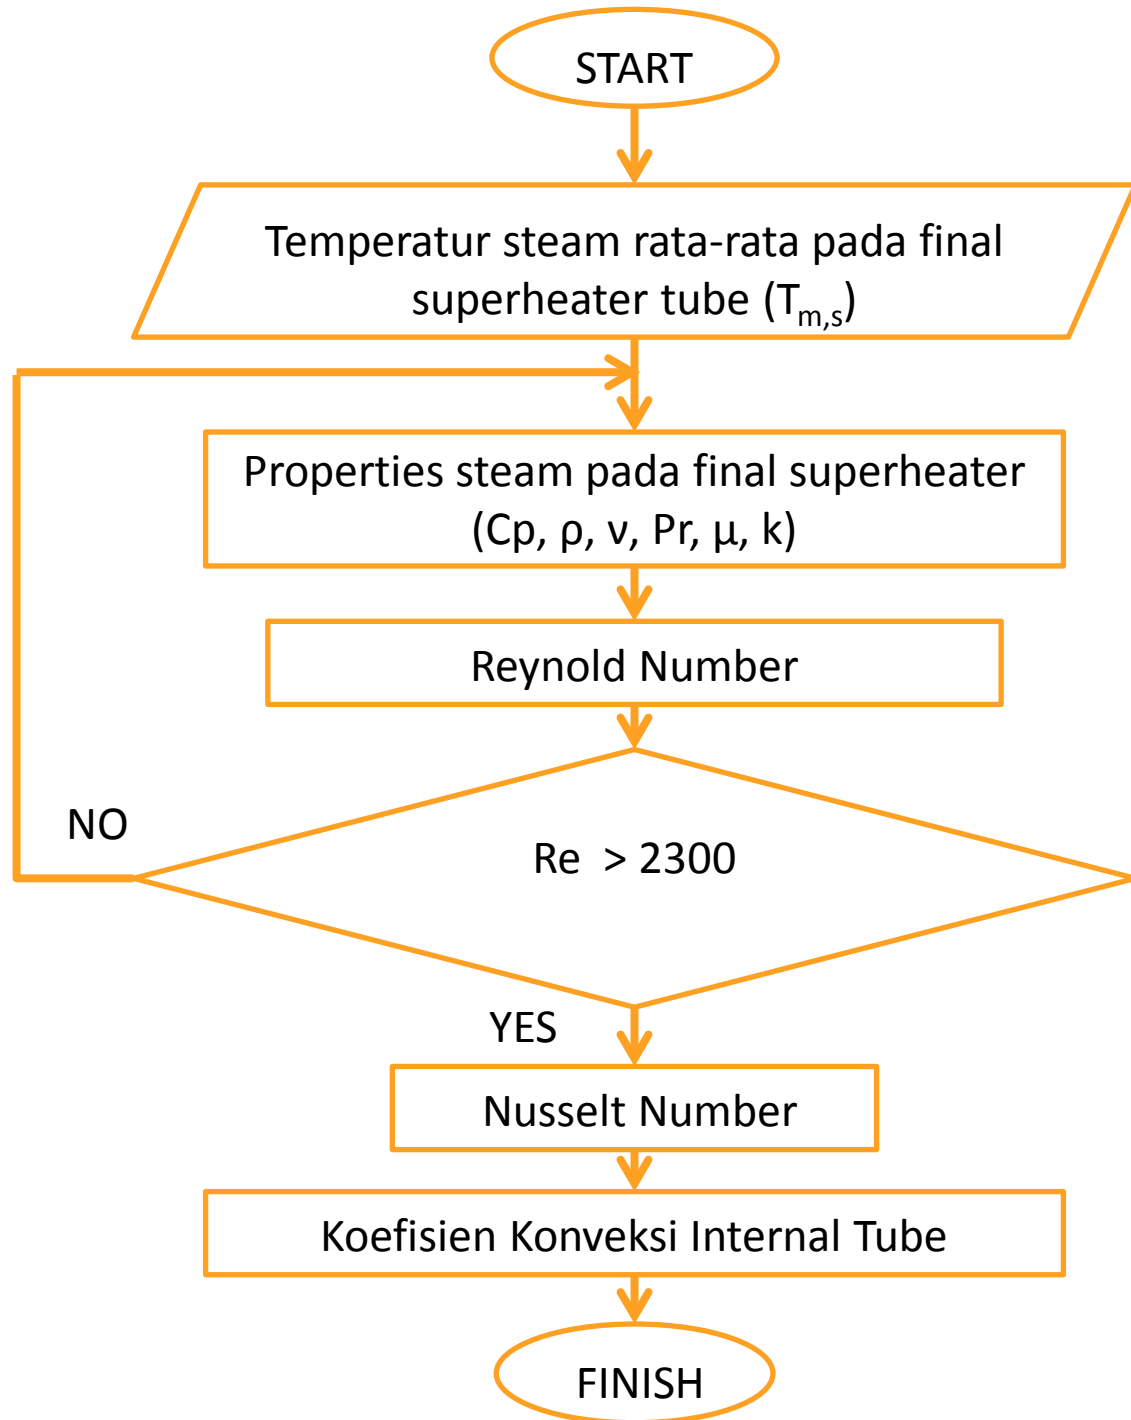 START
Temperatur steam rata-rata pada final
superheater tube (Tm,s)
Properties steam pada final superheater
(Cp, ρ, ν, Pr, μ, k)
Reynold Number
NO
Re > 2300
YES
Nusselt Number
Koefisien Konveksi Internal Tube
FINISH